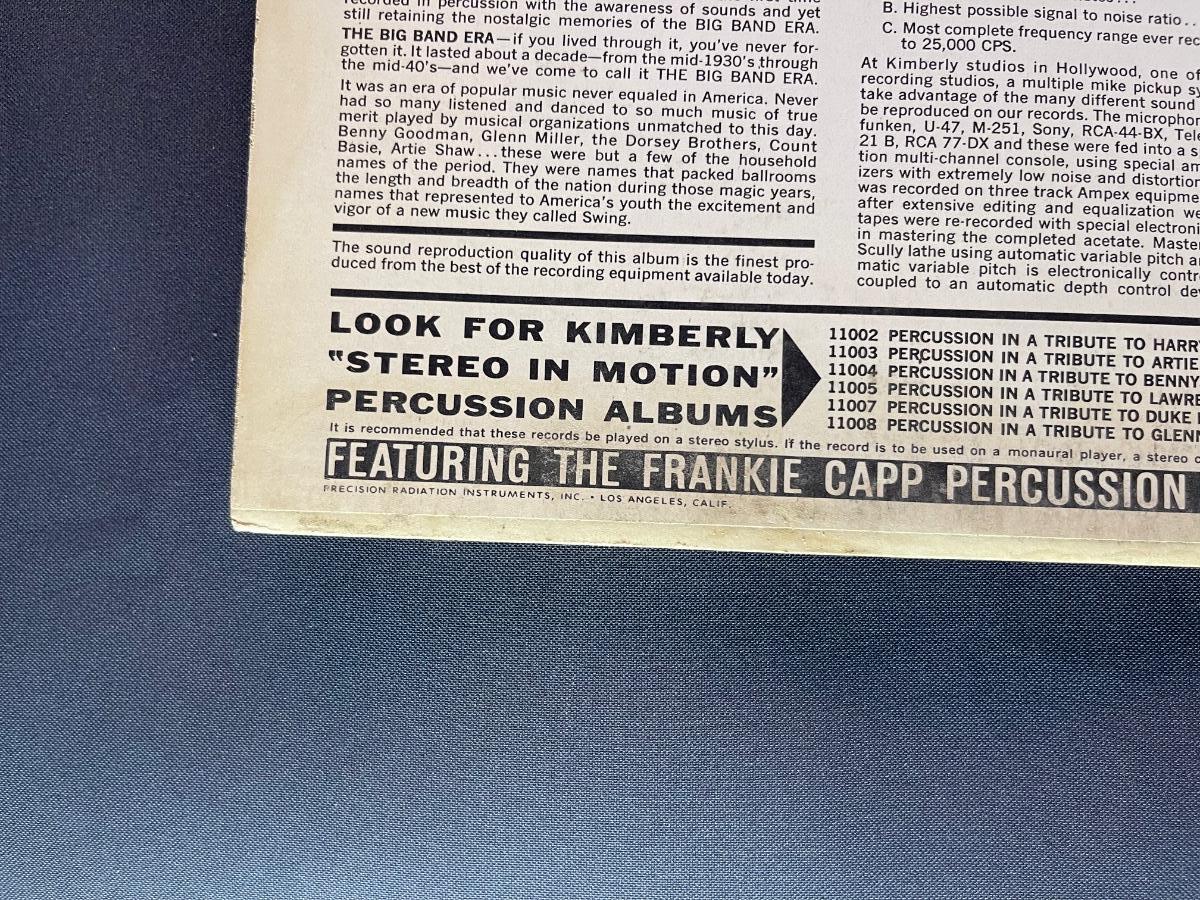 recorded in percussion with the awareness of sounds and yet
still retaining the nostalgic memories of the BIG BAND ERA.
THE BIG BAND ERA—if you lived through it, you've never for-
gotten it. It lasted about a decade—from the mid-1930's through
the mid-40's—and we've come to call it THE BIG BAND ERA.
It was an era of popular music never equaled in America. Never
had so many listened and danced to so much music of true
merit played by musical organizations unmatched to this day.
Benny Goodman, Glenn Miller, the Dorsey Brothers, Count
Basie, Artie Shaw...these were but a few of the household
names of the period. They were names that packed ballrooms
the length and breadth of the nation during those magic years,
names that represented to America's youth the excitement and
vigor of a new music they called Swing.
The sound reproduction quality of this album is the finest pro-
duced from the best of the recording equipment available today.
B. Highest possible signal to noise ratio..
C. Most complete frequency range ever rec
to 25,000 CPS.
At Kimberly studios in Hollywood, one of
recording studios, a multiple mike pickup sy
take advantage of the many different sound
be reproduced on our records. The microphon
funken, U-47, M-251, Sony, RCA-44-BX, Tele
21 B, RCA 77-DX and these were fed into a s
tion multi-channel console, using special am
izers with extremely low noise and distortion
was recorded on three track Ampex equipme
after extensive editing and equalization we
tapes were re-recorded with special electroni
in mastering the completed acetate. Master
Scully lathe using automatic variable pitch a
matic variable pitch is electronically contr
coupled to an automatic depth control de
LOOK FOR KIMBERLY
"STEREO IN MOTION"
PERCUSSION ALBUMS
11002 PERCUSSION IN A TRIBUTE TO HARR
11003 PERCUSSION IN A TRIBUTE TO ARTIE
11004 PERCUSSION IN A TRIBUTE TO BENNY
11005 PERCUSSION IN A TRIBUTE TO LAWRE
11007 PERCUSSION IN A TRIBUTE TO DUKE
11008 PERCUSSION IN A TRIBUTE TO GLENN
It is recommended that these records be played on a stereo stylus. If the record is to be used on a monaural player, a stereo
FEATURING THE FRANKIE CAPP PERCUSSION
PRECISION RADIATION INSTRUMENTS, INC. • LOS ANGELES, CALIF.